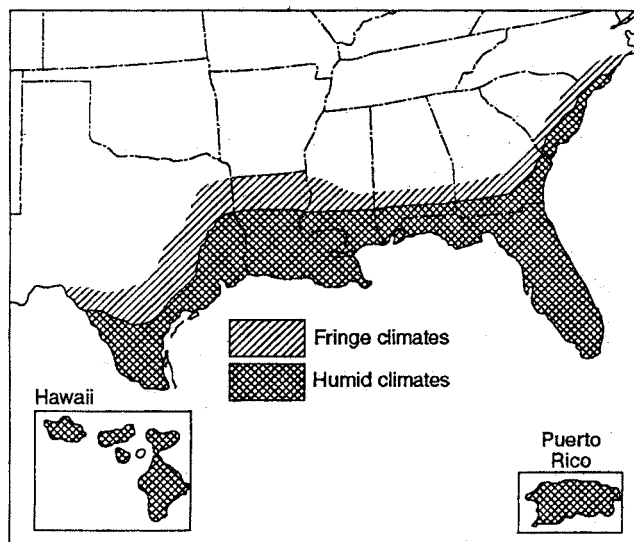 Fringe climates
Humid climates
Hawaii
Puerto
Rico